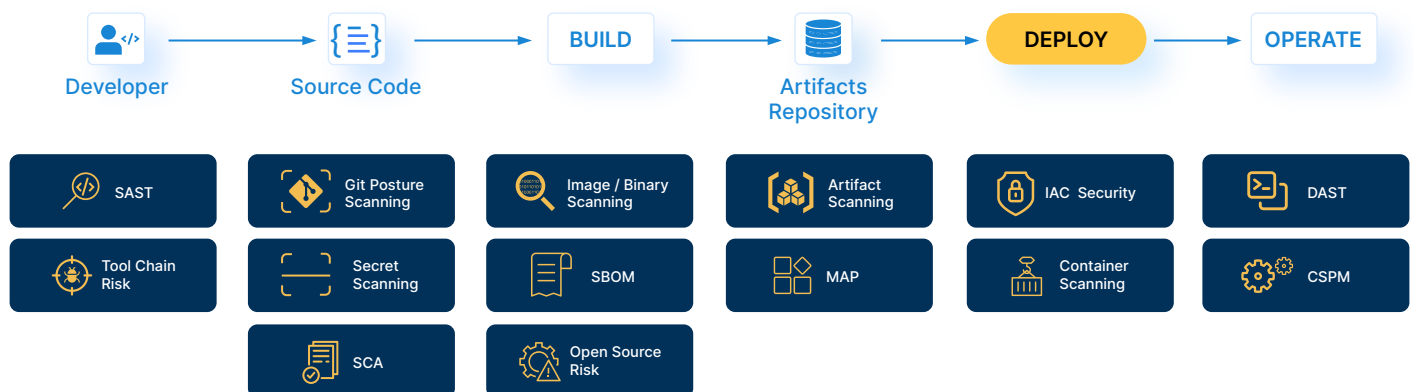 Developer
Source Code
BUILD
Artifacts
Repository
DEPLOY
OPERATE
SAST
Git Posture
Scanning
Image / Binary
Scanning
Artifact
Scanning
IAC Security
DAST
Tool Chain
Risk
Secret
Scanning
SBOM
MAP
Container
Scanning
CSPM
SCA
Open Source
Risk